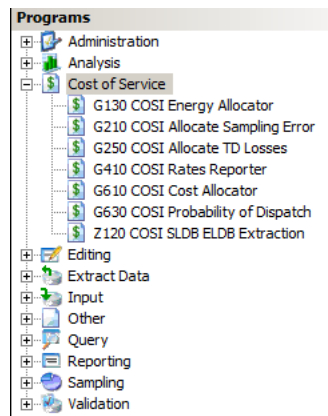 Programs
Administration
Analysis
Cost of Service
G130 COSI Energy Allocator
G210 COSI Allocate Sampling Error
G250 COSI Allocate TD Losses
G410 COSI Rates Reporter
G610 COSI Cost Allocator
G630 COSI Probability of Dispatch
Z120 COSI SLDB ELDB Extraction
Editing
Extract Data
Input
Other
Query
Reporting
Sampling
Validation